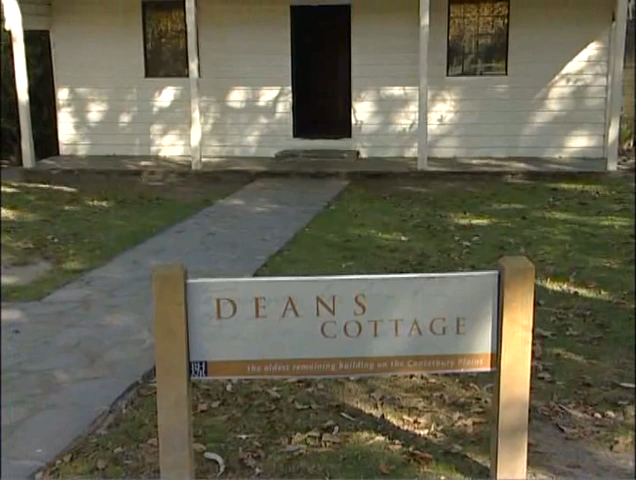 DEANS
COTTAGE
the oldest remaining building on the Canterbury Plains